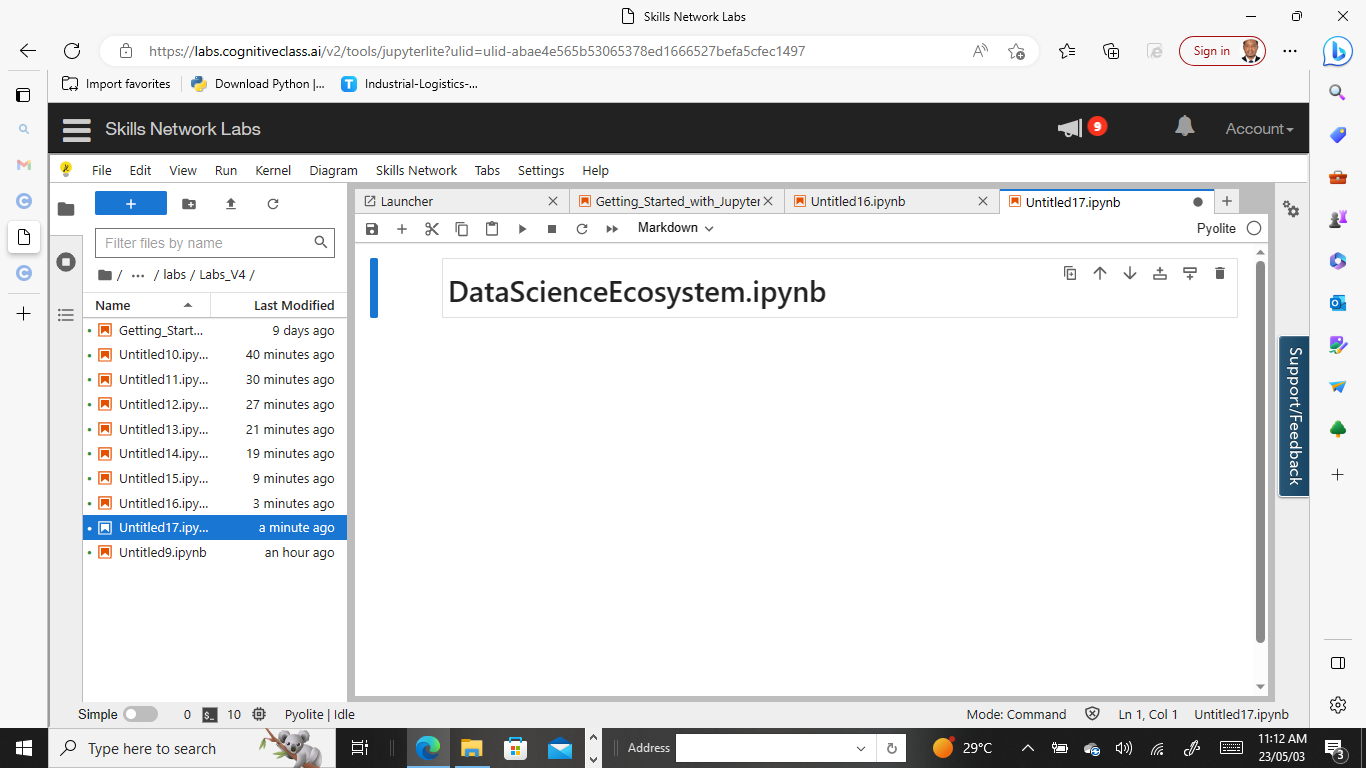 Skills Network Labs
https://labs.cognitiveclass.ai/v2/tools/jupyterlite?ulid=ulid-abae4e565b53065378ed1666527befa5cfec1497
Sign in
Import favorites
Download Python |...
Industrial-Logistics-...
Skills Network Labs
9
Account
File Edit View Run Kernel Diagram Skills Network Tabs Settings Help
Launcher
Getting_Started_with_Jupyter
Untitled16.ipynb
Untitled17.ipynb
Markdown
Pyolite
Filter files by name
/ ... / labs / Labs_V4 /
Name Last Modified
Getting_Start... 9 days ago
Untitled10.ipy... 40 minutes ago
Untitled11.ipy... 30 minutes ago
Untitled12.ipy... 27 minutes ago
Untitled13.ipy... 21 minutes ago
Untitled14.ipy... 19 minutes ago
Untitled15.ipy... 9 minutes ago
Untitled16.ipy... 3 minutes ago
Untitled17.ipy... a minute ago
Untitled9.ipynb an hour ago
DataScienceEcosystem.ipynb
Support/Feedback
Simple 0 10 Pyolite | Idle
Mode: Command Ln 1, Col 1 Untitled17.ipynb
Type here to search
Address
29°C
11:12 AM
23/05/03
3